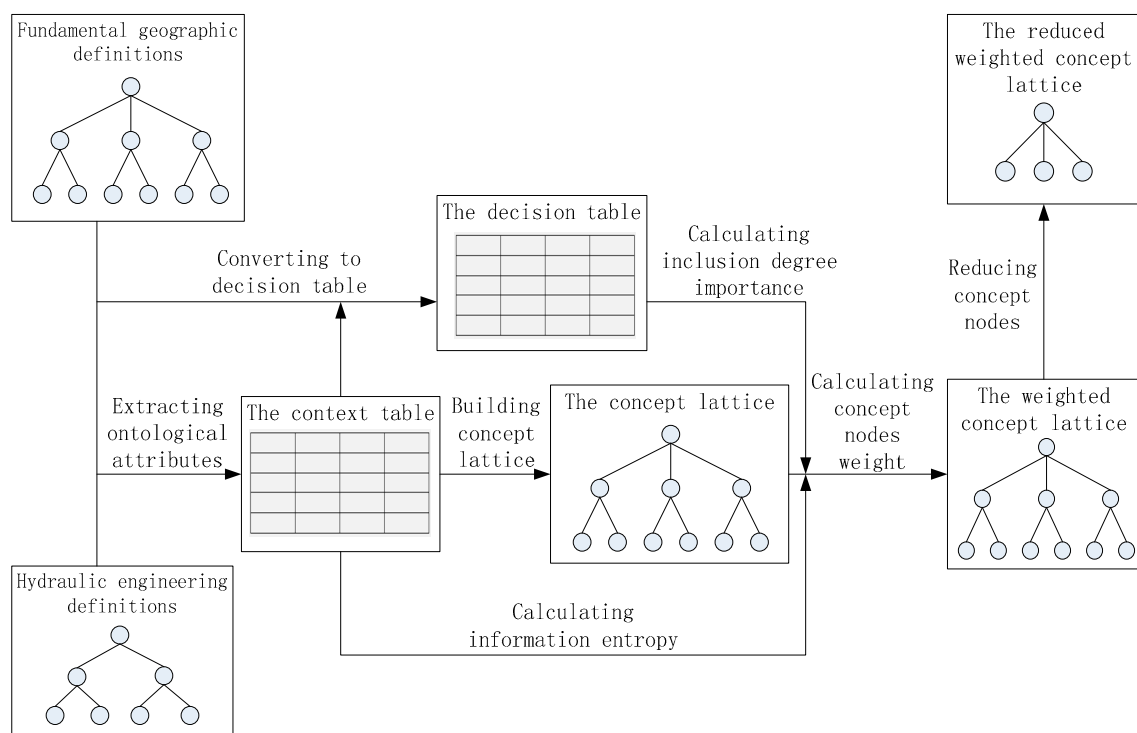 Fundamental geographic
definitions
The reduced
weighted concept
lattice
The decision table
Calculating
inclusion degree
importance
Converting to
decision table
Reducing
concept
nodes
Extracting
ontological
attributes
The context table
Building
concept
lattice
The concept lattice
Calculating
concept
nodes
weight
The weighted
concept lattice
Hydraulic engineering
definitions
Calculating
information entropy